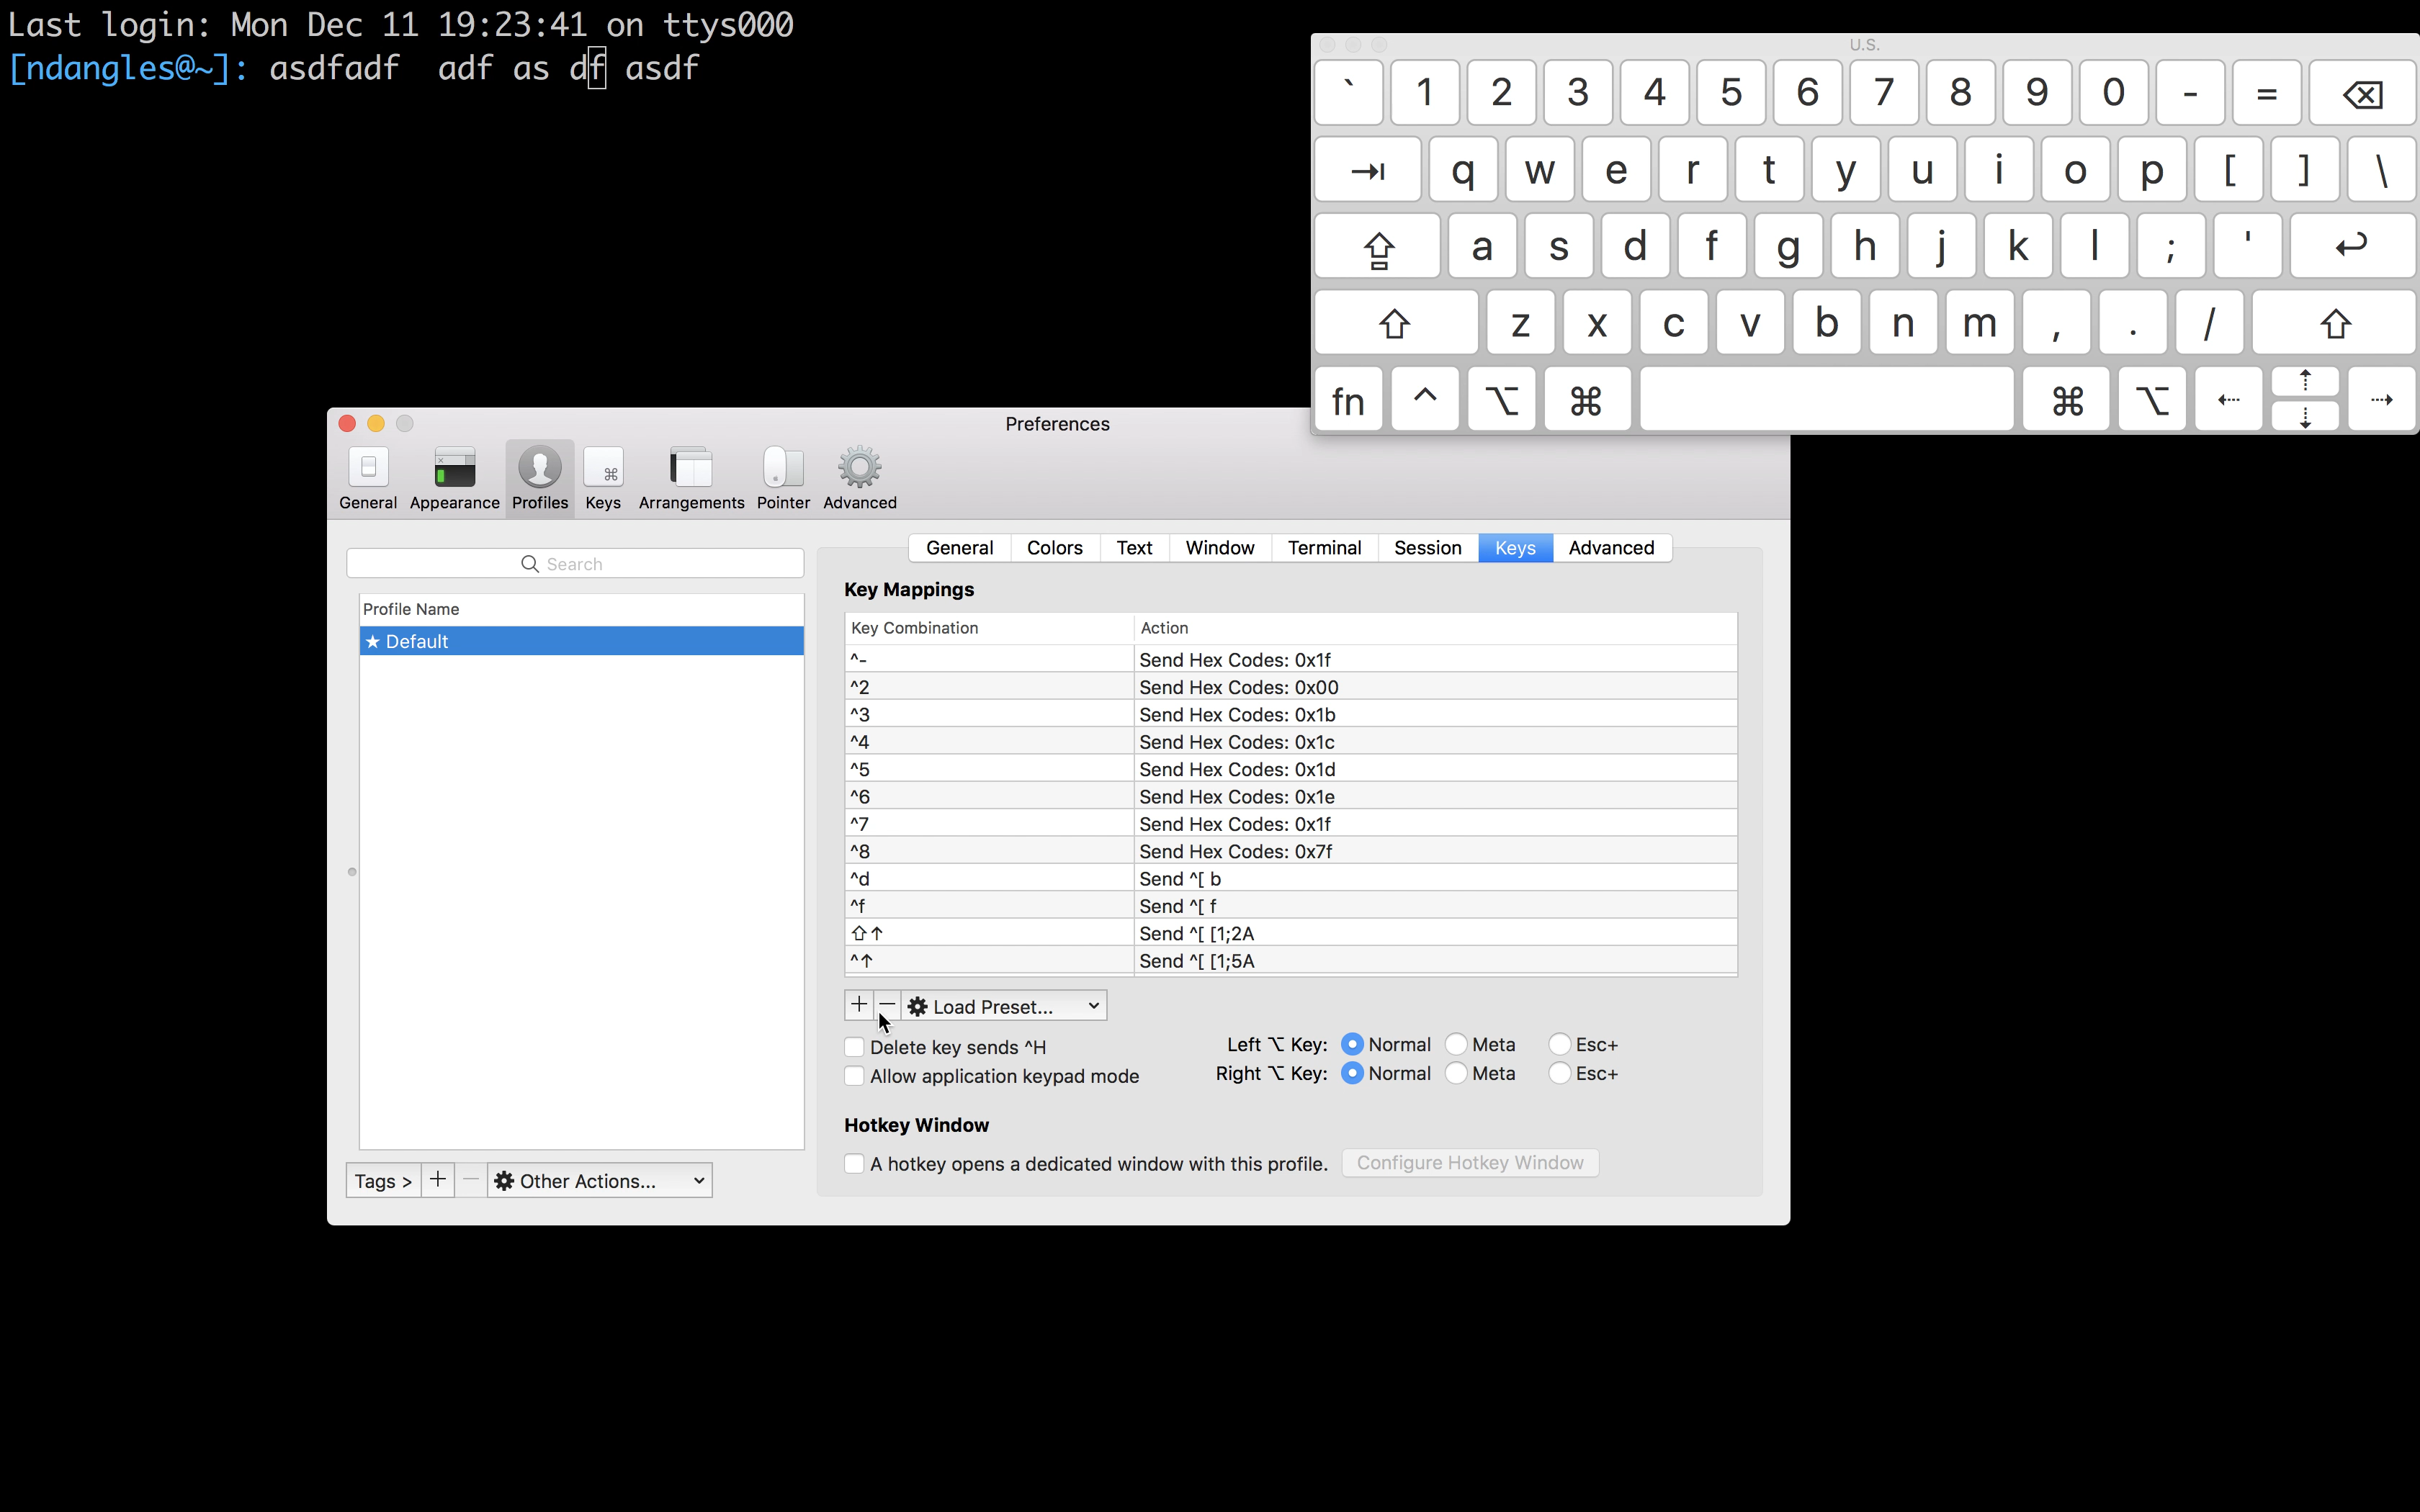 Last login: Mon Dec 11 19:23:41 on ttys000
[ndangles@~]: asdfadf  adf as df asdf
U.S.
` 1 2 3 4 5 6 7 8 9 0 - = ⌫
⇥ q w e r t y u i o p [ ] \
⇪ a s d f g h j k l ; ' ↩
⇧ z x c v b n m , . / ⇧
fn ^ ⌥ ⌘ ⌘ ⌥ ⇠ ⇡ ⇣ ⇢
Preferences
General Appearance Profiles Keys Arrangements Pointer Advanced
Search
Profile Name
★ Default
Tags > + − Other Actions...
General Colors Text Window Terminal Session Keys Advanced
Key Mappings
Key Combination Action
^- Send Hex Codes: 0x1f
^2 Send Hex Codes: 0x00
^3 Send Hex Codes: 0x1b
^4 Send Hex Codes: 0x1c
^5 Send Hex Codes: 0x1d
^6 Send Hex Codes: 0x1e
^7 Send Hex Codes: 0x1f
^8 Send Hex Codes: 0x7f
^d Send ^[ b
^f Send ^[ f
⇧↑ Send ^[ [1;2A
^↑ Send ^[ [1;5A
+ − Load Preset...
Delete key sends ^H
Allow application keypad mode
Left ⌥ Key: Normal Meta Esc+
Right ⌥ Key: Normal Meta Esc+
Hotkey Window
A hotkey opens a dedicated window with this profile. Configure Hotkey Window